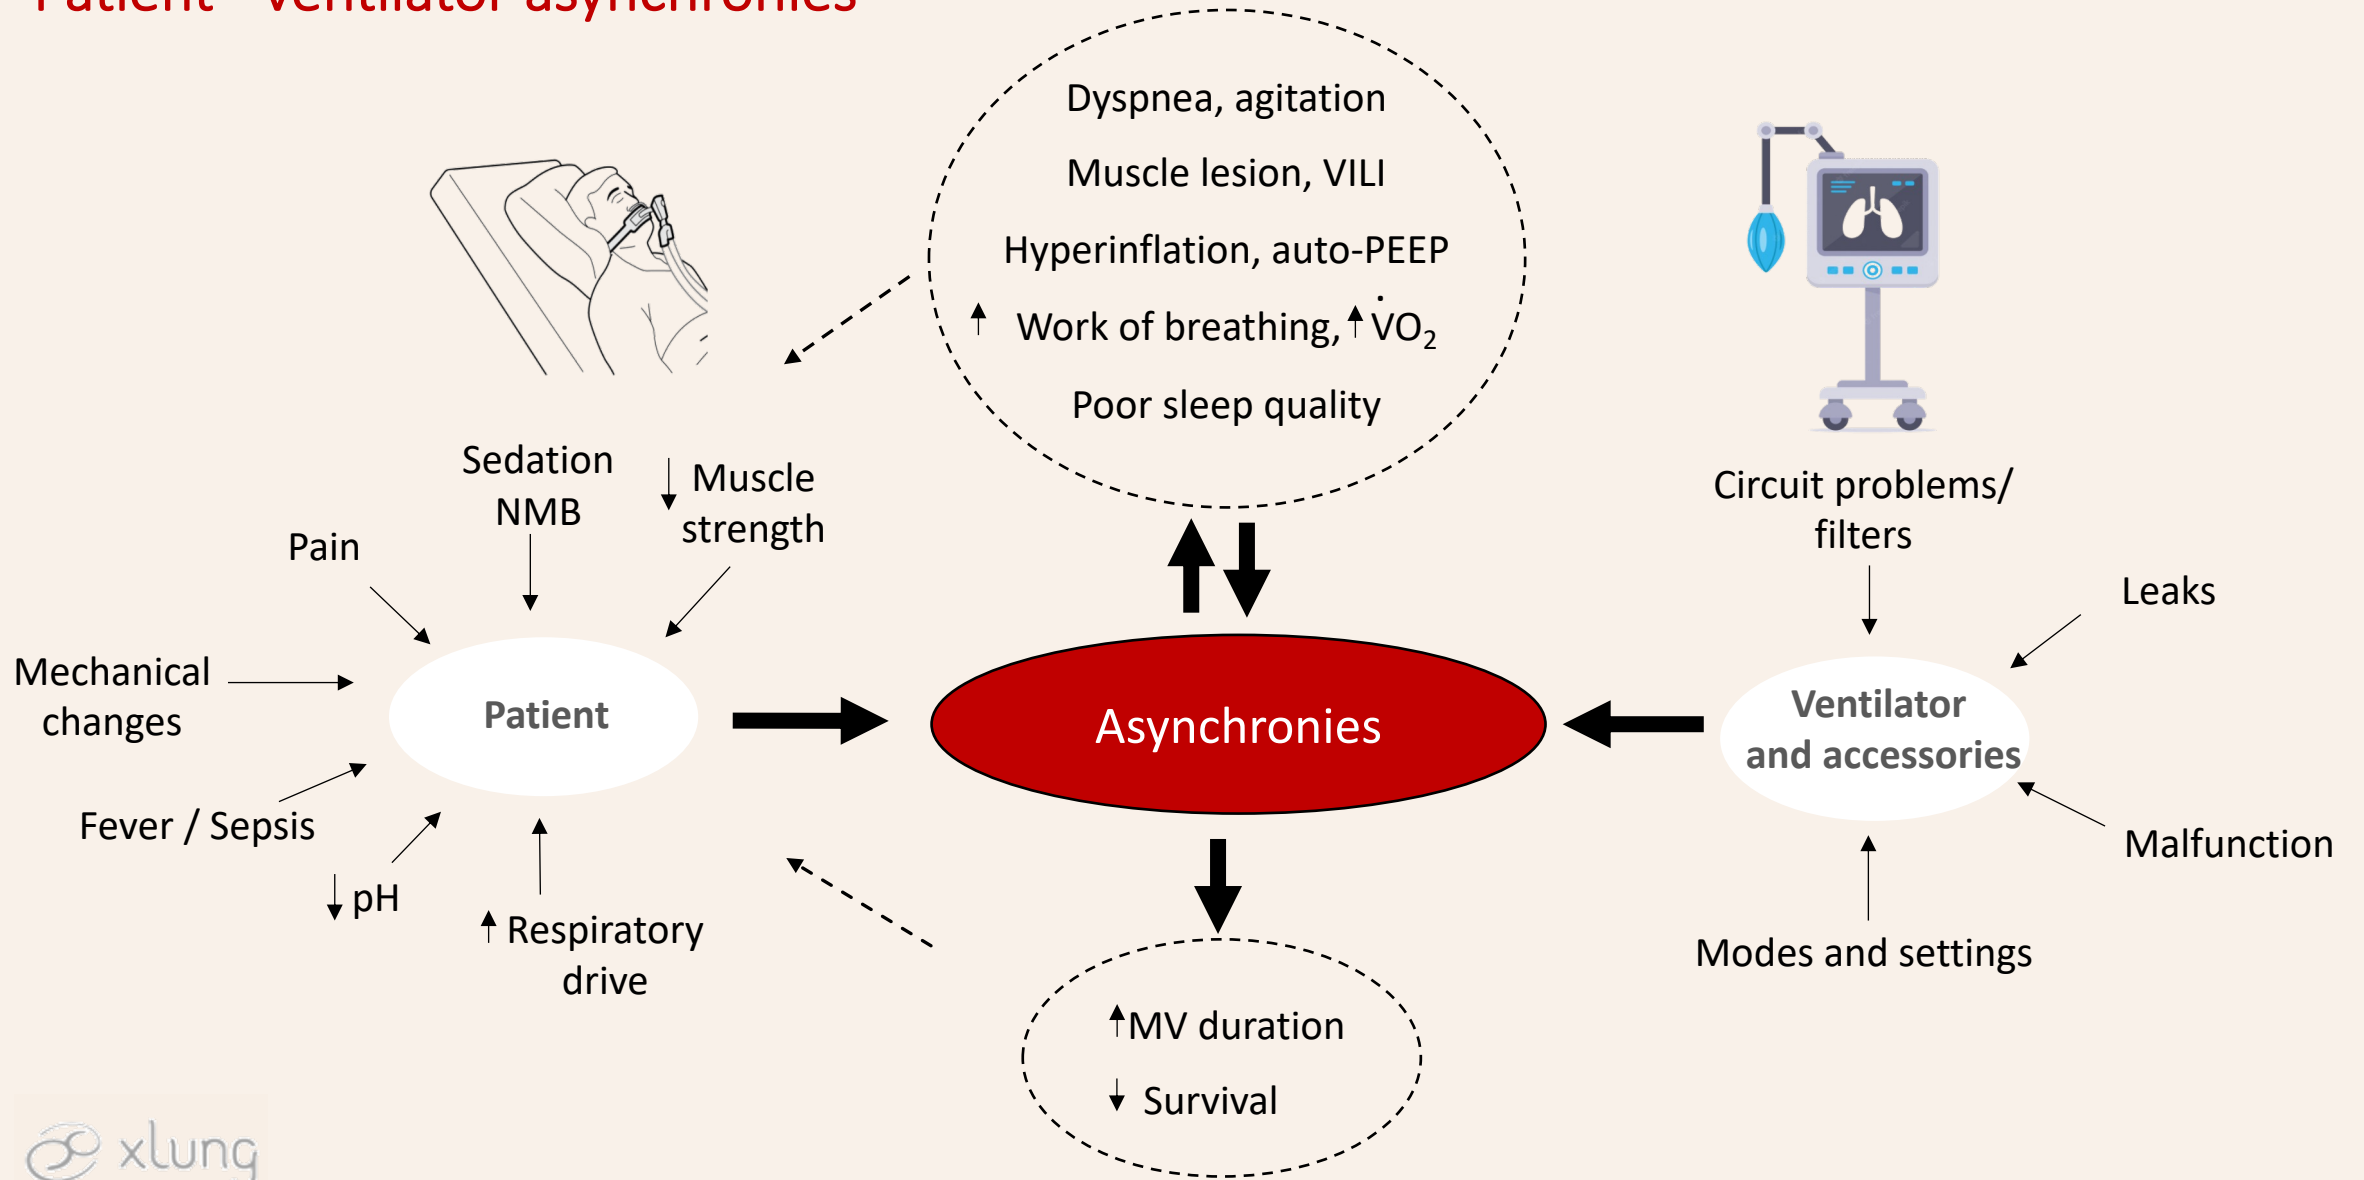 Patient - ventilator asynchronies
Dyspnea, agitation
Muscle lesion, VILI
Hyperinflation, auto-PEEP
↑ Work of breathing, ↑ V̇O₂
Poor sleep quality
Sedation
NMB
↓ Muscle
strength
Pain
Mechanical
changes
Fever / Sepsis
↓ pH
↑ Respiratory
drive
Patient
Asynchronies
Circuit problems/
filters
Leaks
Ventilator
and accessories
Malfunction
Modes and settings
↑MV duration
↓ Survival
xlung